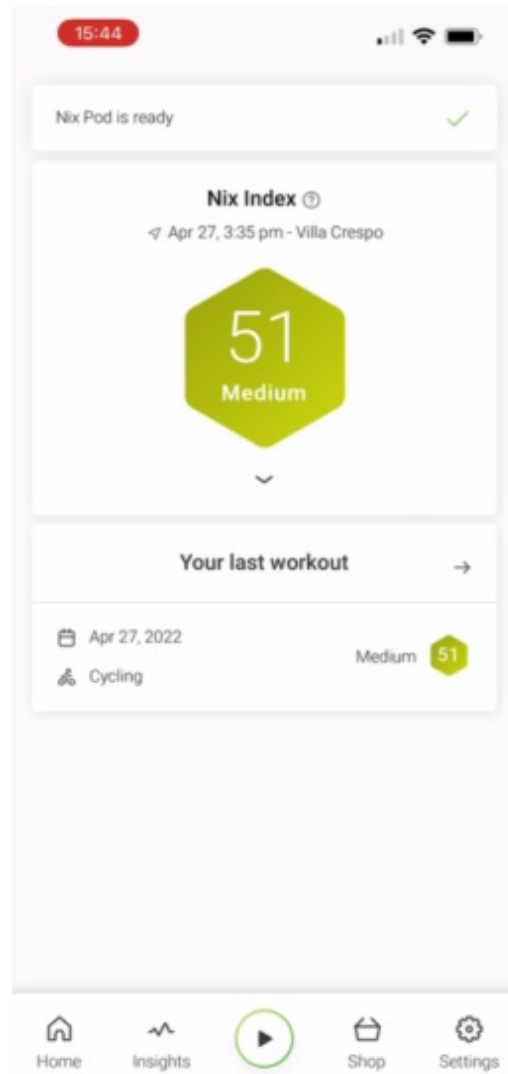 15:44
Nix Pod is ready
Nix Index
Apr 27, 3:35 pm - Villa Crespo
51
Medium
Your last workout
Apr 27, 2022
Medium 51
Cycling
Home Insights Shop Settings